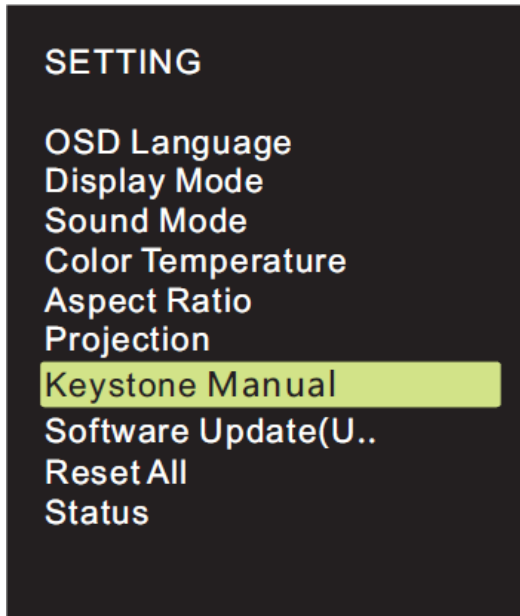 SETTING
OSD Language
Display Mode
Sound Mode
Color Temperature
Aspect Ratio
Projection
Keystone Manual
Software Update(U..
Reset All
Status